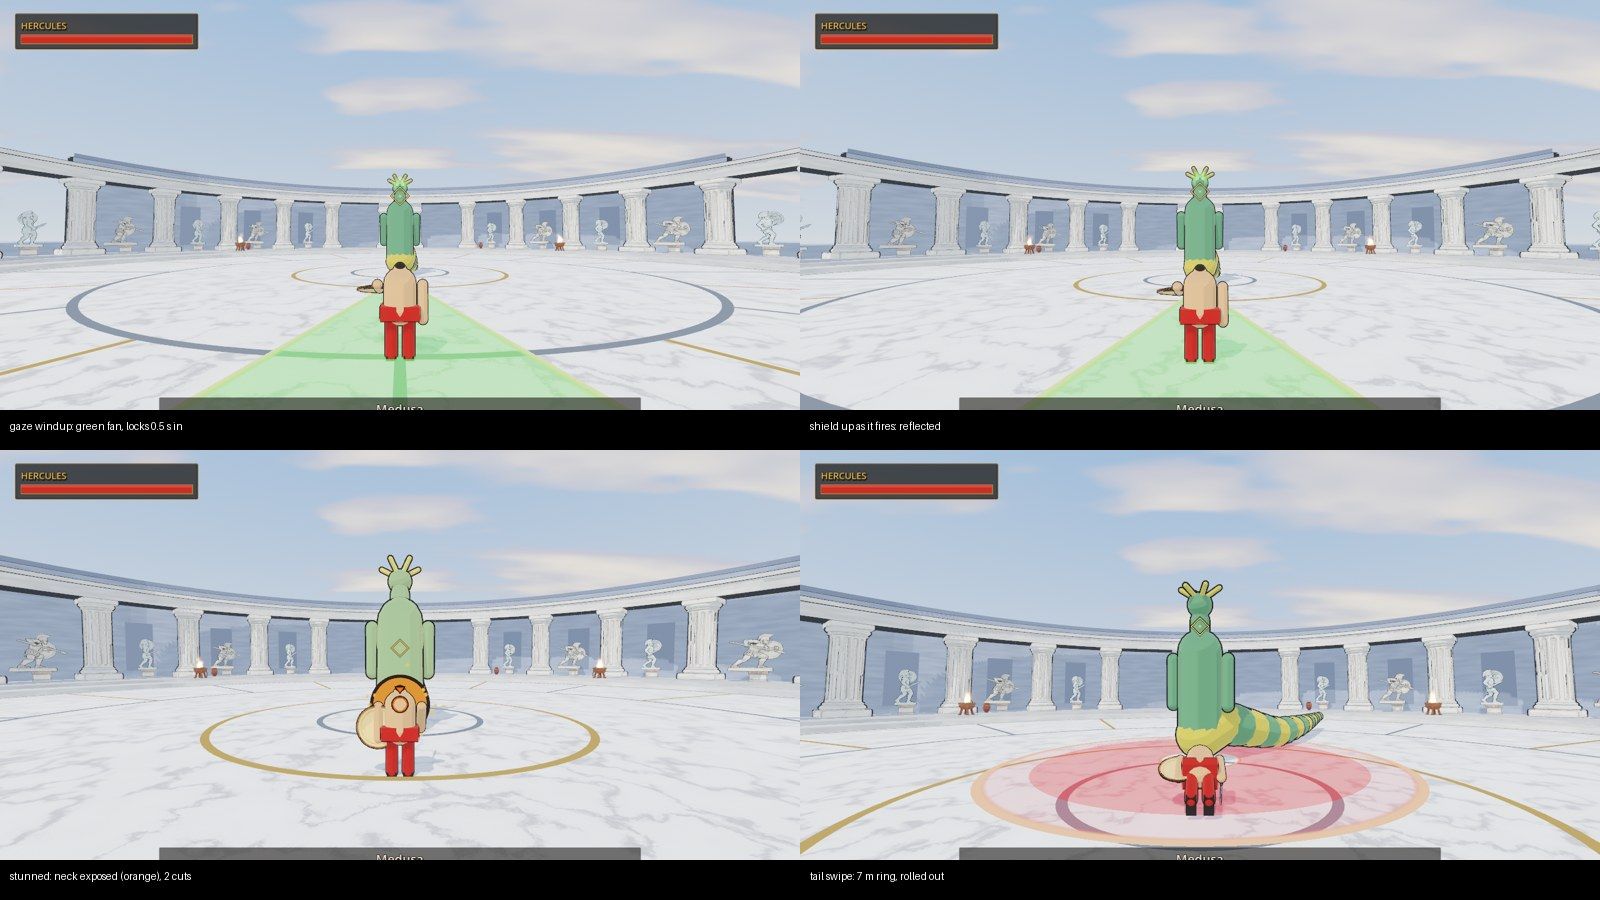 HERCULES
HERCULES
Medusa
Medusa
gaze windup: green fan, locks 0.5 s in
shield up as it fires: reflected
HERCULES
HERCULES
Medusa
Medusa
stunned: neck exposed (orange), 2 cuts
tail swipe: 7 m ring, rolled out